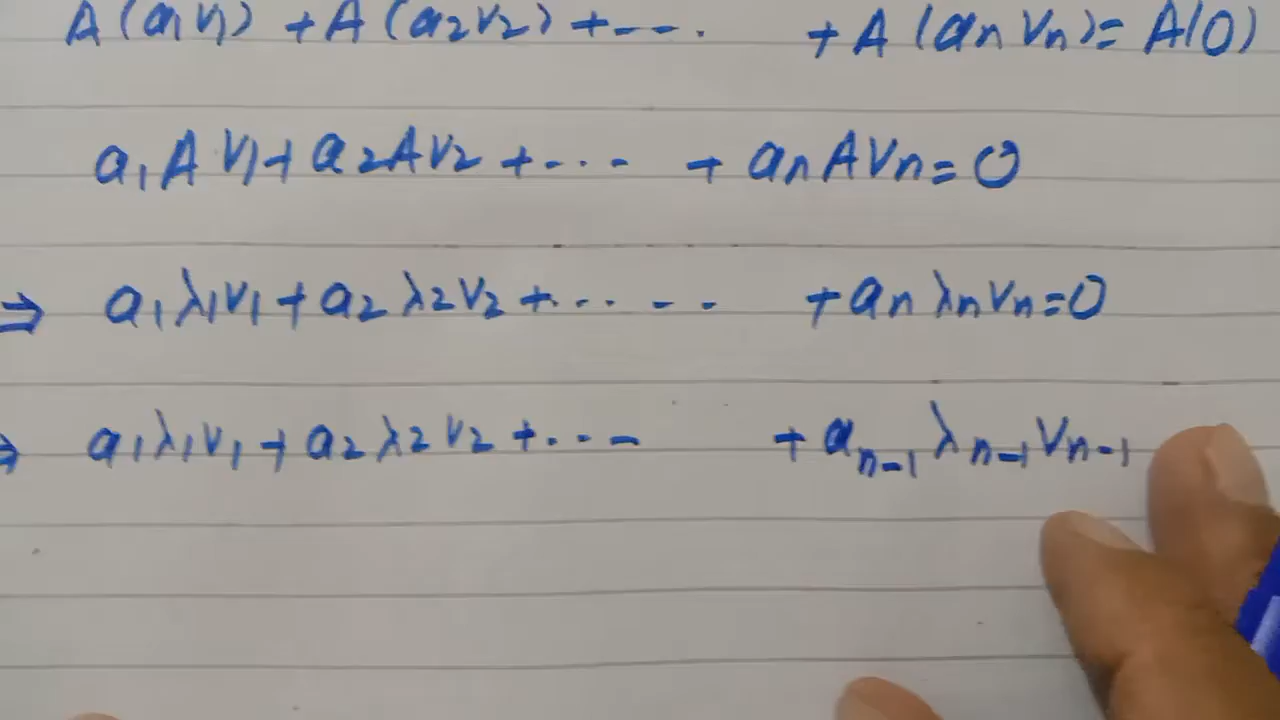 A(a₁v₁) + A(a₂v₂) + ---. + A(aₙvₙ) = A(0)
a₁Av₁ + a₂Av₂ + ---- + aₙAvₙ = 0
⇒ a₁λ₁v₁ + a₂λ₂v₂ + ---- -- + aₙλₙvₙ = 0
⇒ a₁λ₁v₁ + a₂λ₂v₂ + ---- + aₙ₋₁λₙ₋₁vₙ₋₁